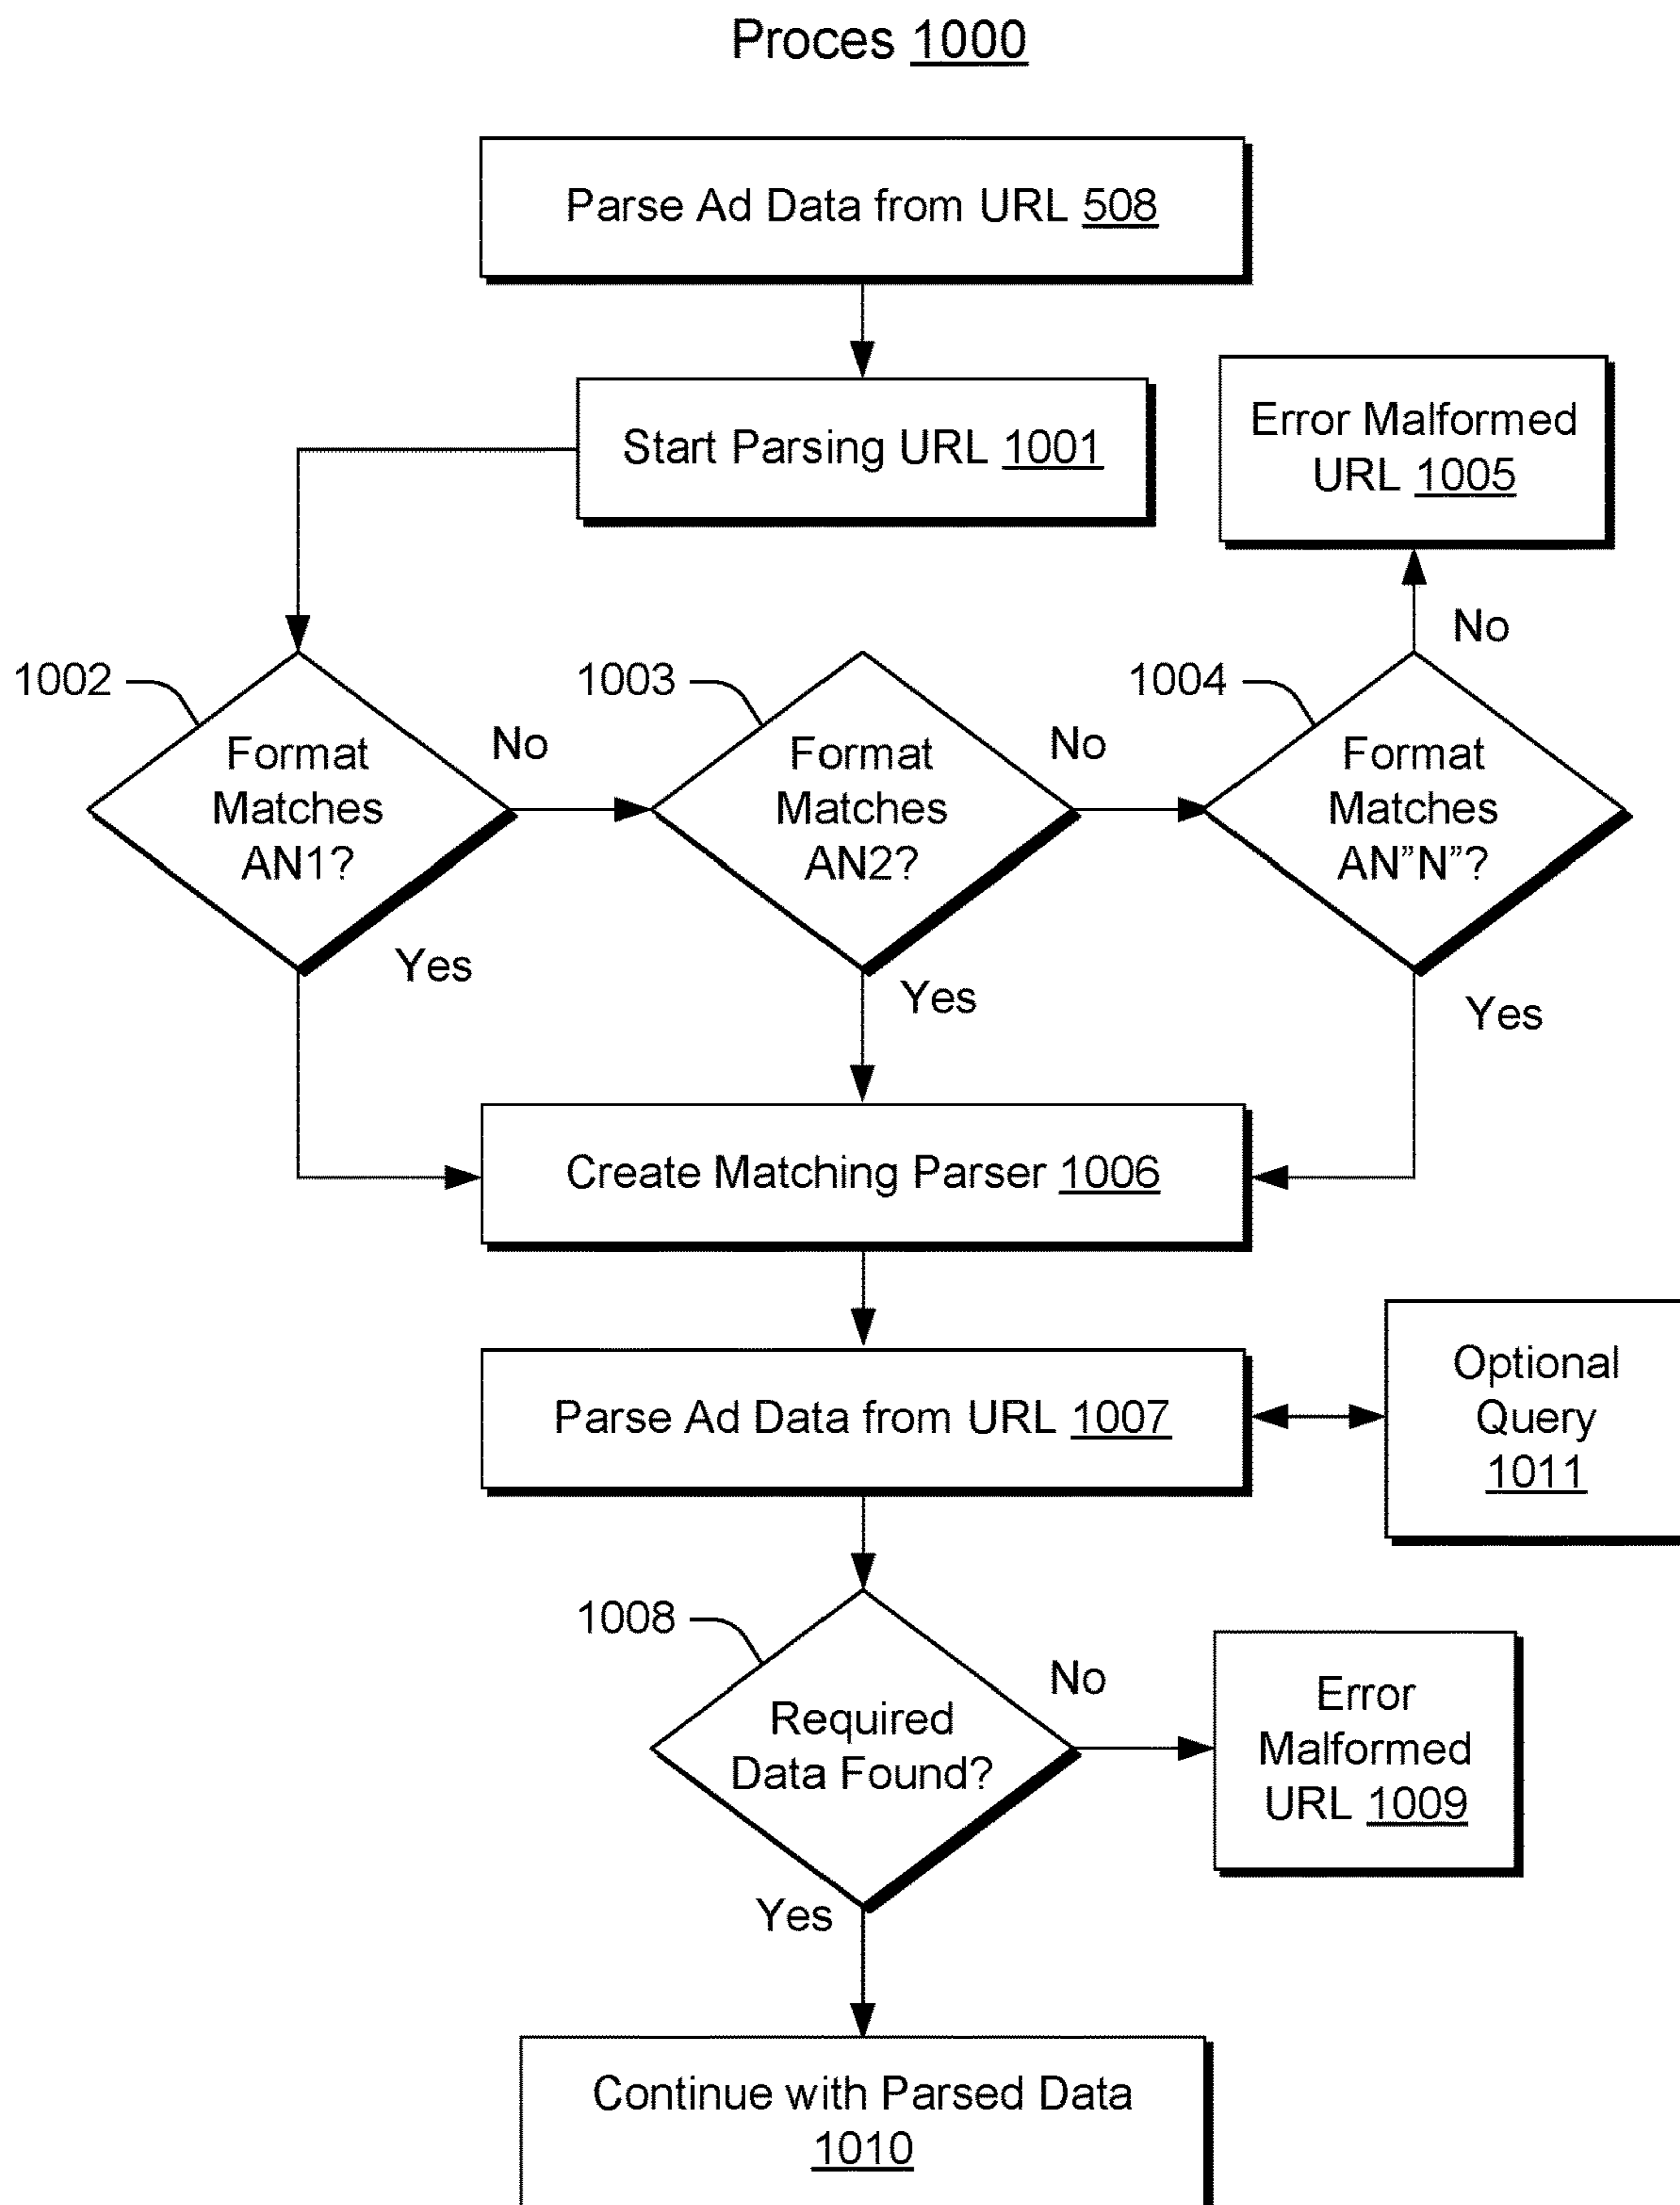 Proces 1000
Parse Ad Data from URL 508
Start Parsing URL 1001
Error Malformed
URL 1005
No
1002
Format
Matches
AN1?
No
Yes
1003
Format
Matches
AN2?
No
Yes
1004
Format
Matches
AN”N”?
Yes
Create Matching Parser 1006
Parse Ad Data from URL 1007
Optional
Query
1011
1008
Required
Data Found?
No
Error
Malformed
URL 1009
Yes
Continue with Parsed Data
1010